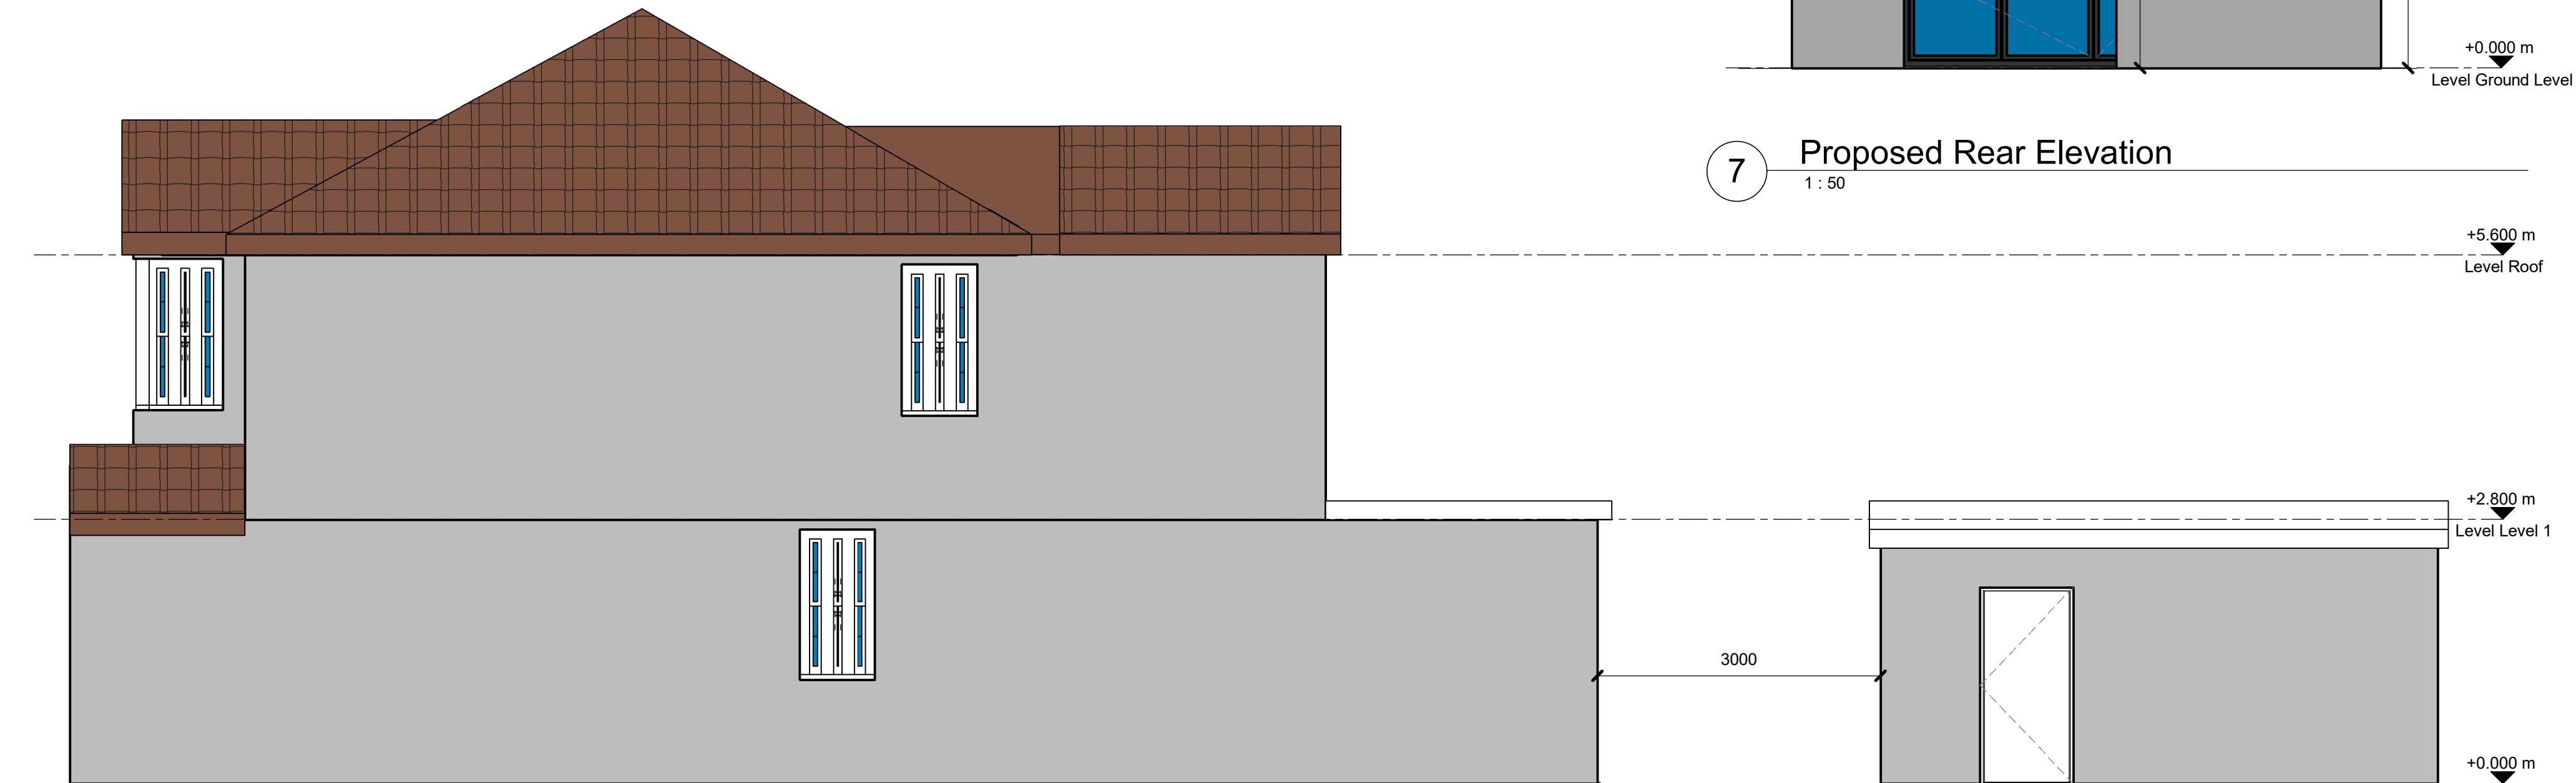 +0.000 m
Level Ground Level
7
Proposed Rear Elevation
1 : 50
+5.600 m
Level Roof
+2.800 m
Level Level 1
3000
+0.000 m